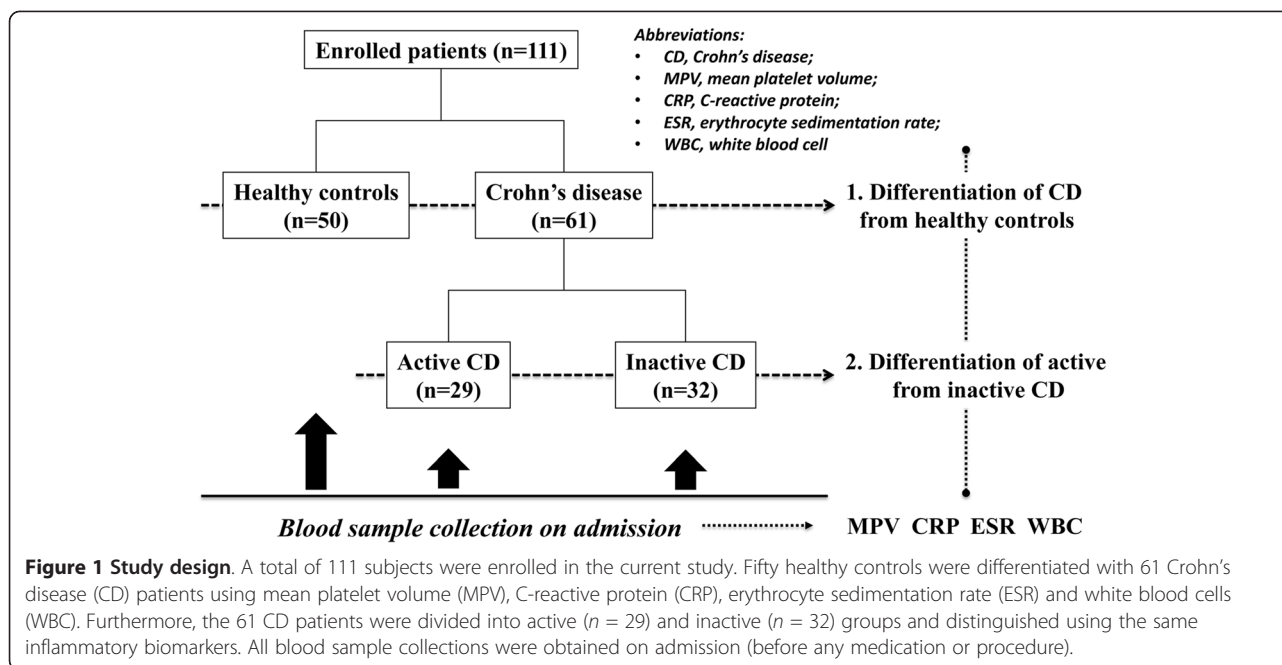 Enrolled patients (n=111)
Abbreviations:
• CD, Crohn's disease;
• MPV, mean platelet volume;
• CRP, C-reactive protein;
• ESR, erythrocyte sedimentation rate;
• WBC, white blood cell
Healthy controls
(n=50)
Crohn's disease
(n=61)
1. Differentiation of CD
from healthy controls
Active CD
(n=29)
Inactive CD
(n=32)
2. Differentiation of active
from inactive CD
Blood sample collection on admission
MPV CRP ESR WBC
Figure 1 Study design. A total of 111 subjects were enrolled in the current study. Fifty healthy controls were differentiated with 61 Crohn's
disease (CD) patients using mean platelet volume (MPV), C-reactive protein (CRP), erythrocyte sedimentation rate (ESR) and white blood cells
(WBC). Furthermore, the 61 CD patients were divided into active (n = 29) and inactive (n = 32) groups and distinguished using the same
inflammatory biomarkers. All blood sample collections were obtained on admission (before any medication or procedure).